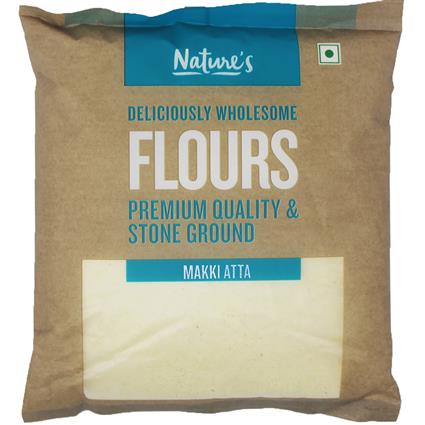 Nature's
DELICIOUSLY WHOLESOME
FLOURS
PREMIUM QUALITY &
STONE GROUND
MAKKI ATTA